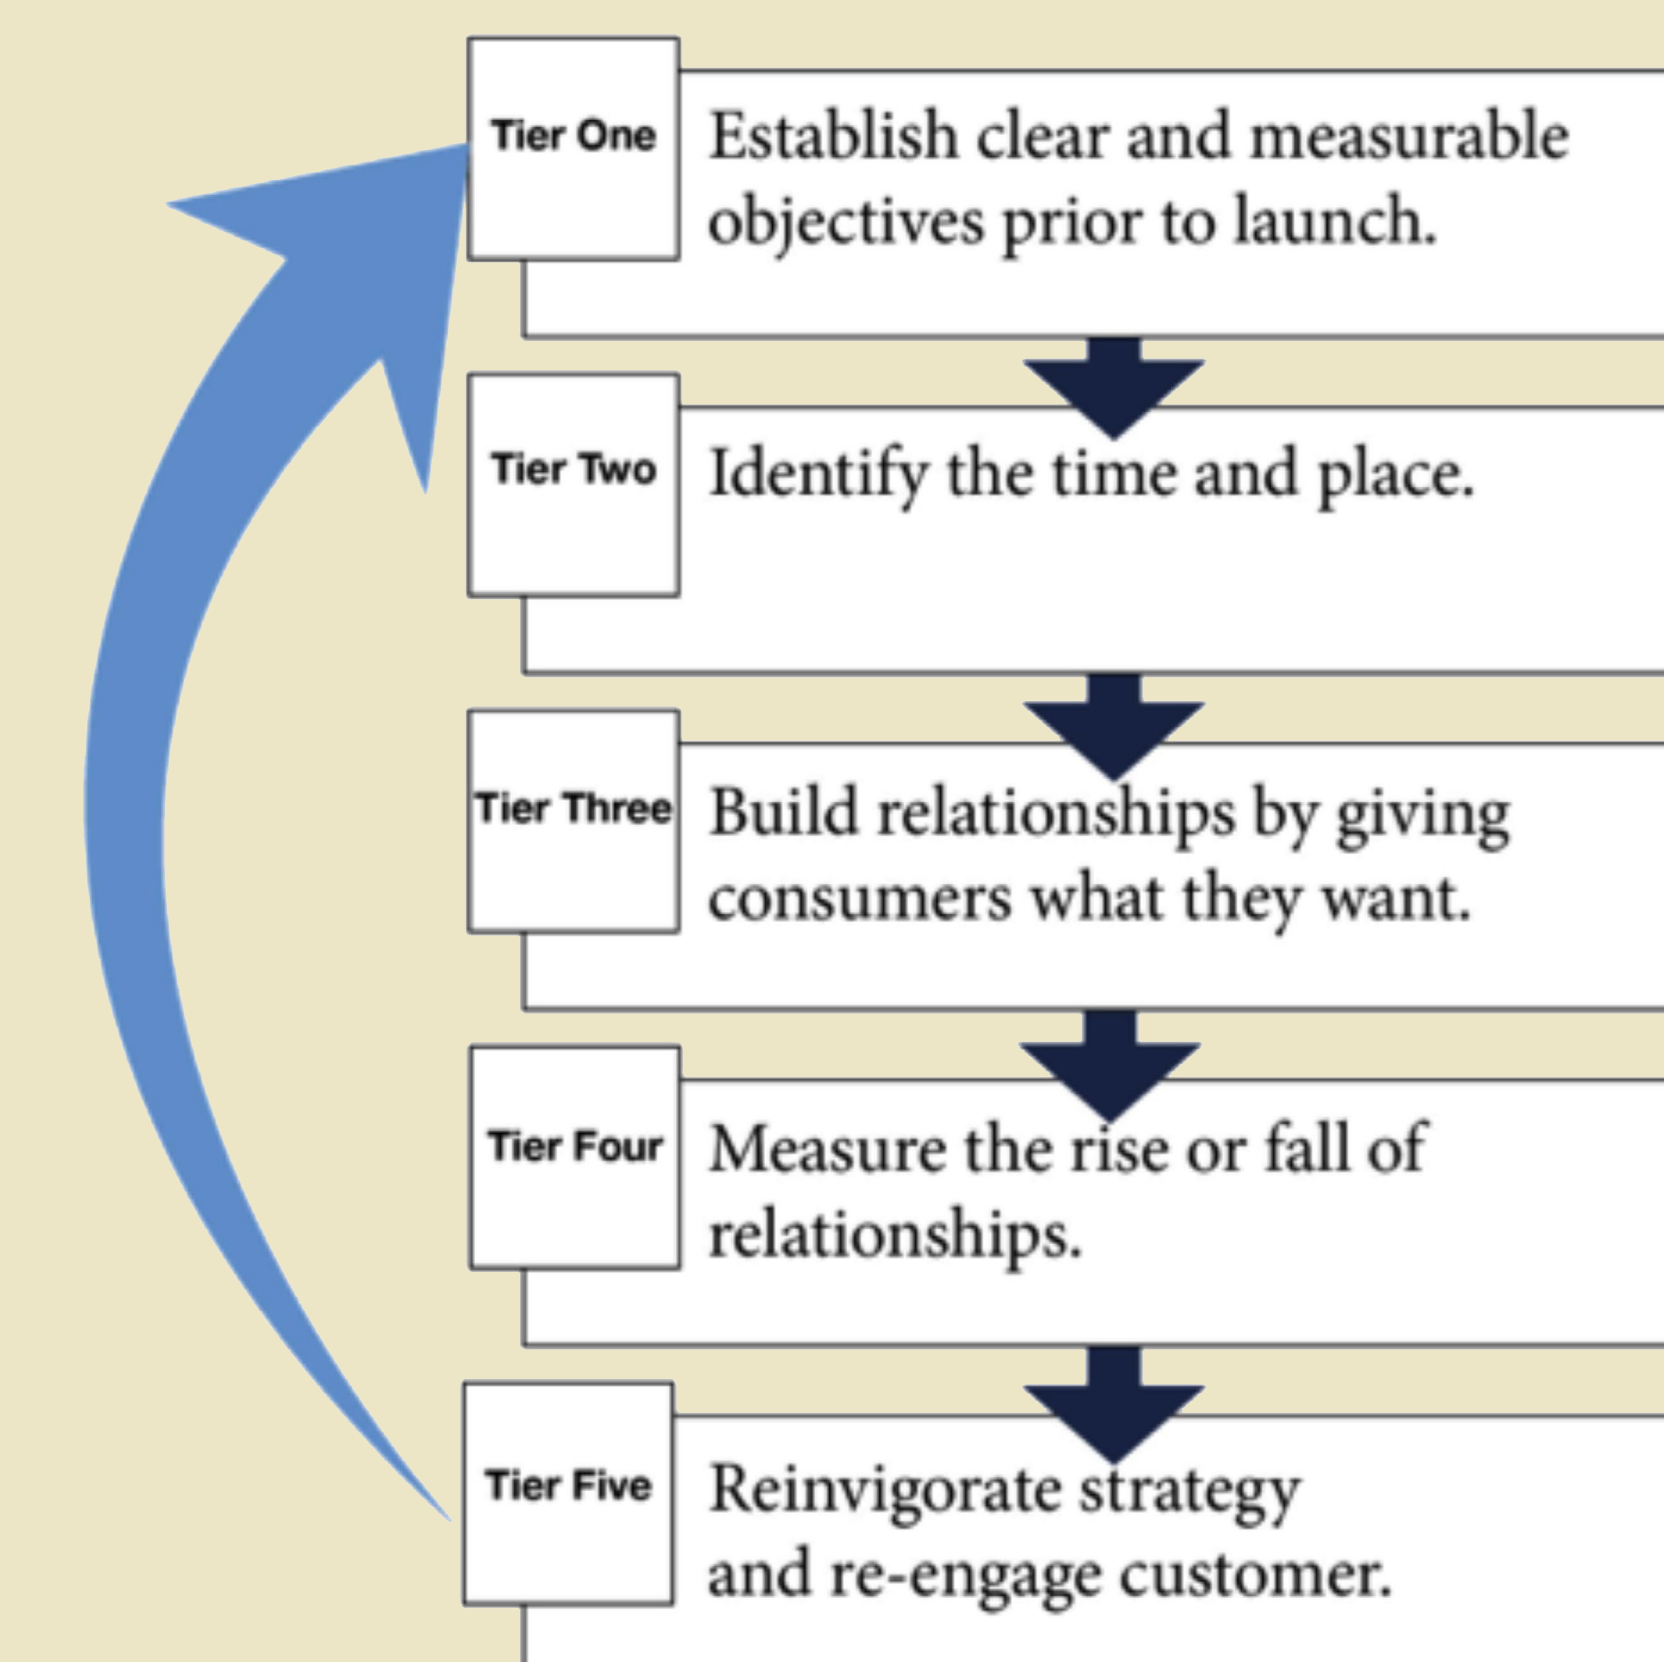 Tier One
Establish clear and measurable
objectives prior to launch.
Tier Two
Identify the time and place.
Tier Three
Build relationships by giving
consumers what they want.
Tier Four
Measure the rise or fall of
relationships.
Tier Five
Reinvigorate strategy
and re-engage customer.